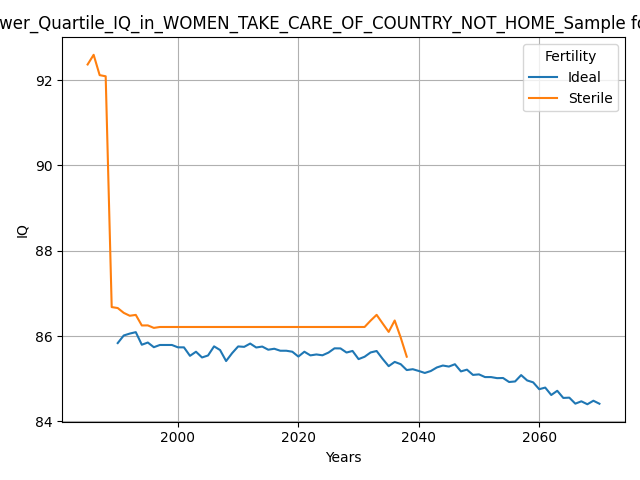 wer_Quartile_IQ_in_WOMEN_TAKE_CARE_OF_COUNTRY_NOT_HOME_Sample fo
Fertility
Ideal
Sterile
92
90
88
86
84
IQ
2000
2020
2040
2060
Years